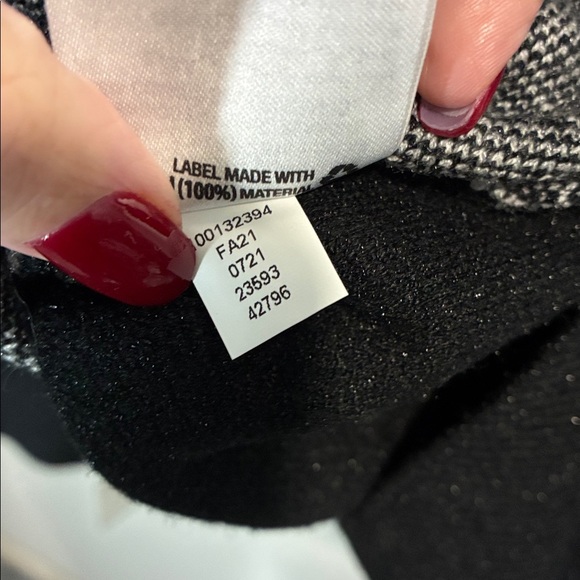 LABEL MADE WITH
(100%) MATERIAL
00132394
FA21
0721
23593
42796